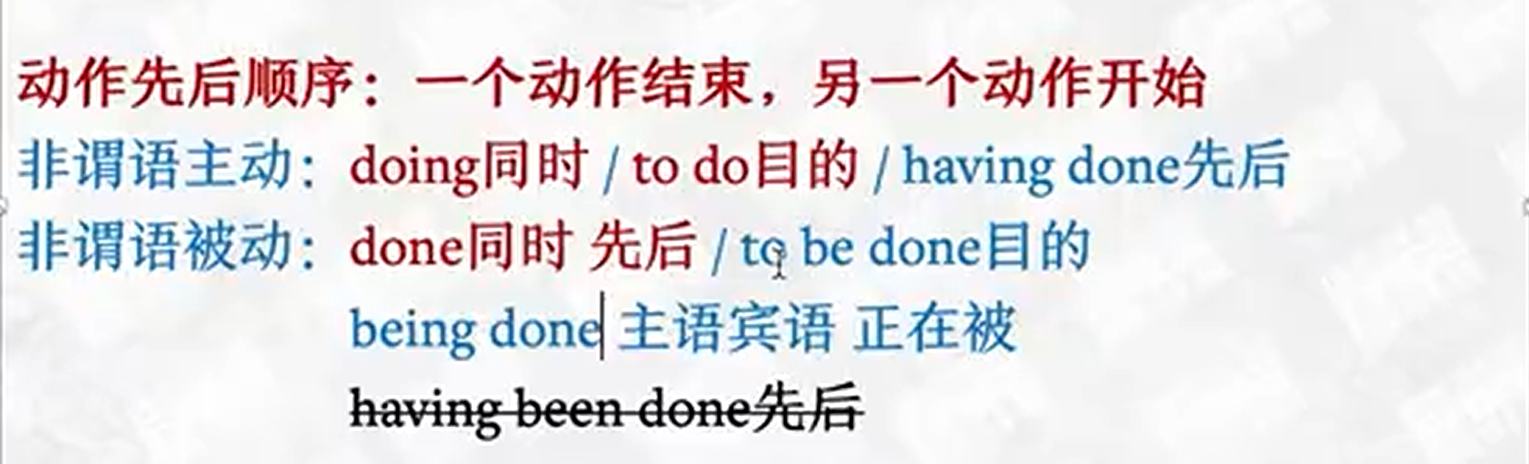 动作先后顺序：一个动作结束，另一个动作开始
非谓语主动：doing同时 / to do目的 / having done先后
非谓语被动：done同时 先后 / to be done目的
being done 主语宾语 正在被
having been done先后